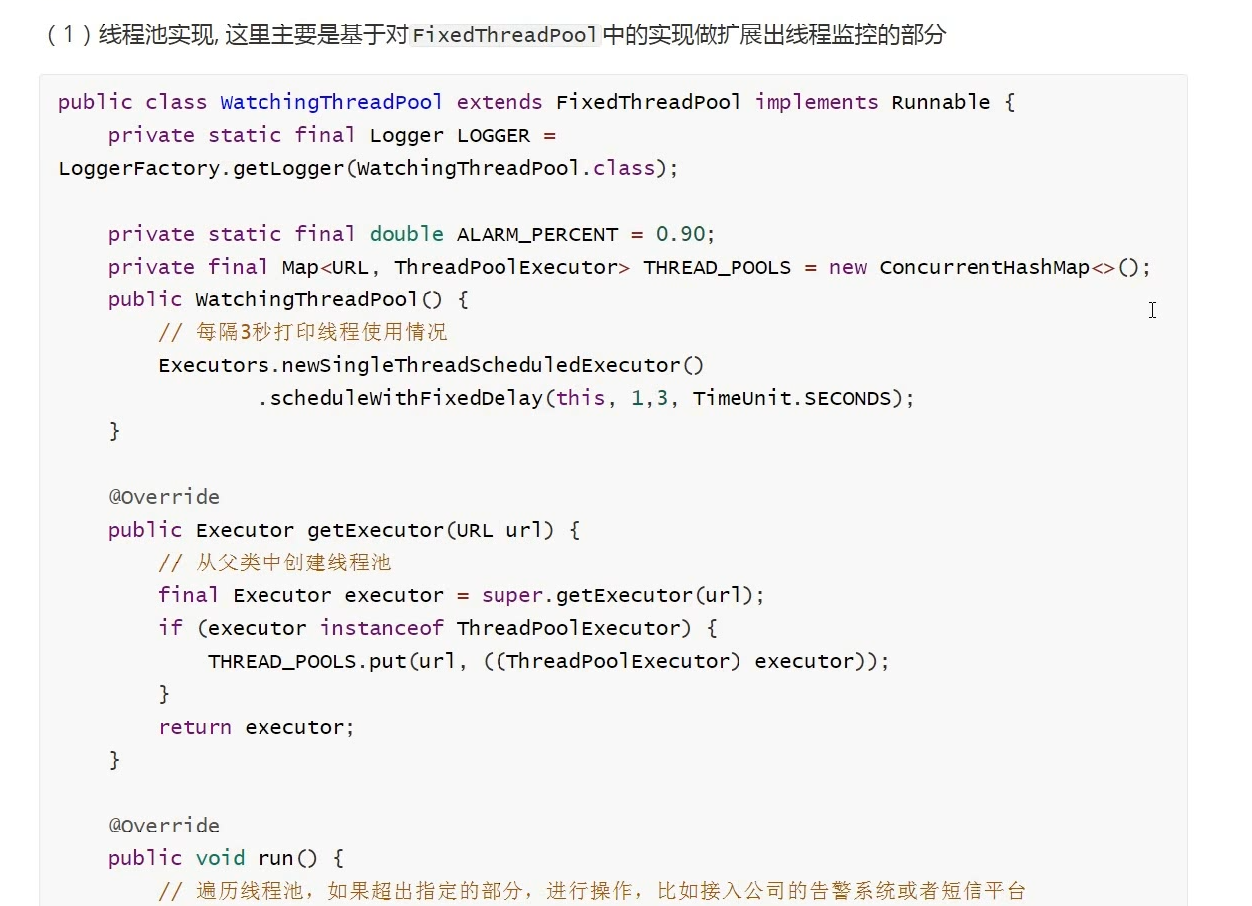 （1）线程池实现, 这里主要是基于对FixedThreadPool中的实现做扩展出线程监控的部分
public class WatchingThreadPool extends FixedThreadPool implements Runnable {
    private static final Logger LOGGER =
LoggerFactory.getLogger(WatchingThreadPool.class);
    private static final double ALARM_PERCENT = 0.90;
    private final Map<URL, ThreadPoolExecutor> THREAD_POOLS = new ConcurrentHashMap<>();
    public WatchingThreadPool() {
        // 每隔3秒打印线程使用情况
        Executors.newSingleThreadScheduledExecutor()
                .scheduleWithFixedDelay(this, 1,3, TimeUnit.SECONDS);
    }
    @Override
    public Executor getExecutor(URL url) {
        // 从父类中创建线程池
        final Executor executor = super.getExecutor(url);
        if (executor instanceof ThreadPoolExecutor) {
            THREAD_POOLS.put(url, ((ThreadPoolExecutor) executor));
        }
        return executor;
    }
    @Override
    public void run() {
        // 遍历线程池，如果超出指定的部分，进行操作，比如接入公司的告警系统或者短信平台